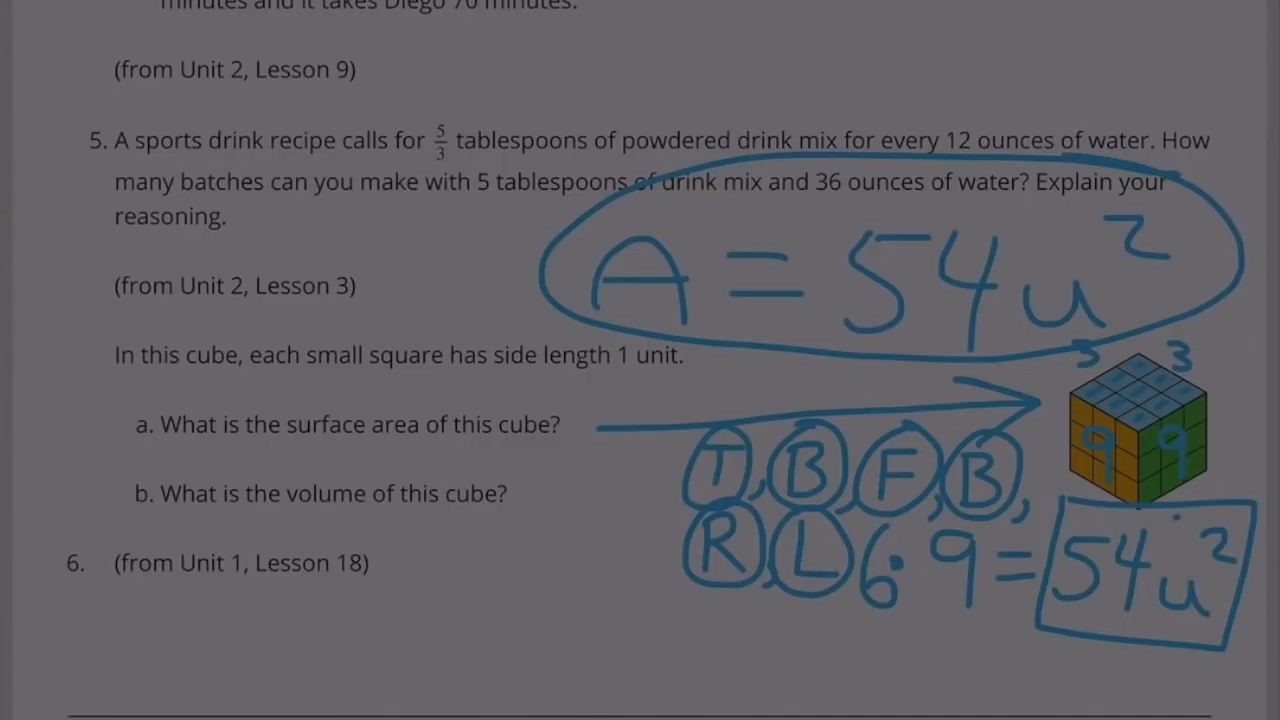 minutes and it takes Diego 70 minutes.
(from Unit 2, Lesson 9)
5. A sports drink recipe calls for 5/3 tablespoons of powdered drink mix for every 12 ounces of water. How
many batches can you make with 5 tablespoons of drink mix and 36 ounces of water? Explain your
reasoning.
A = 54u²
(from Unit 2, Lesson 3)
In this cube, each small square has side length 1 unit.
3 3
a. What is the surface area of this cube?
9 9
T, B, F, B,
b. What is the volume of this cube?
R, L 6·9 = 54u²
6. (from Unit 1, Lesson 18)